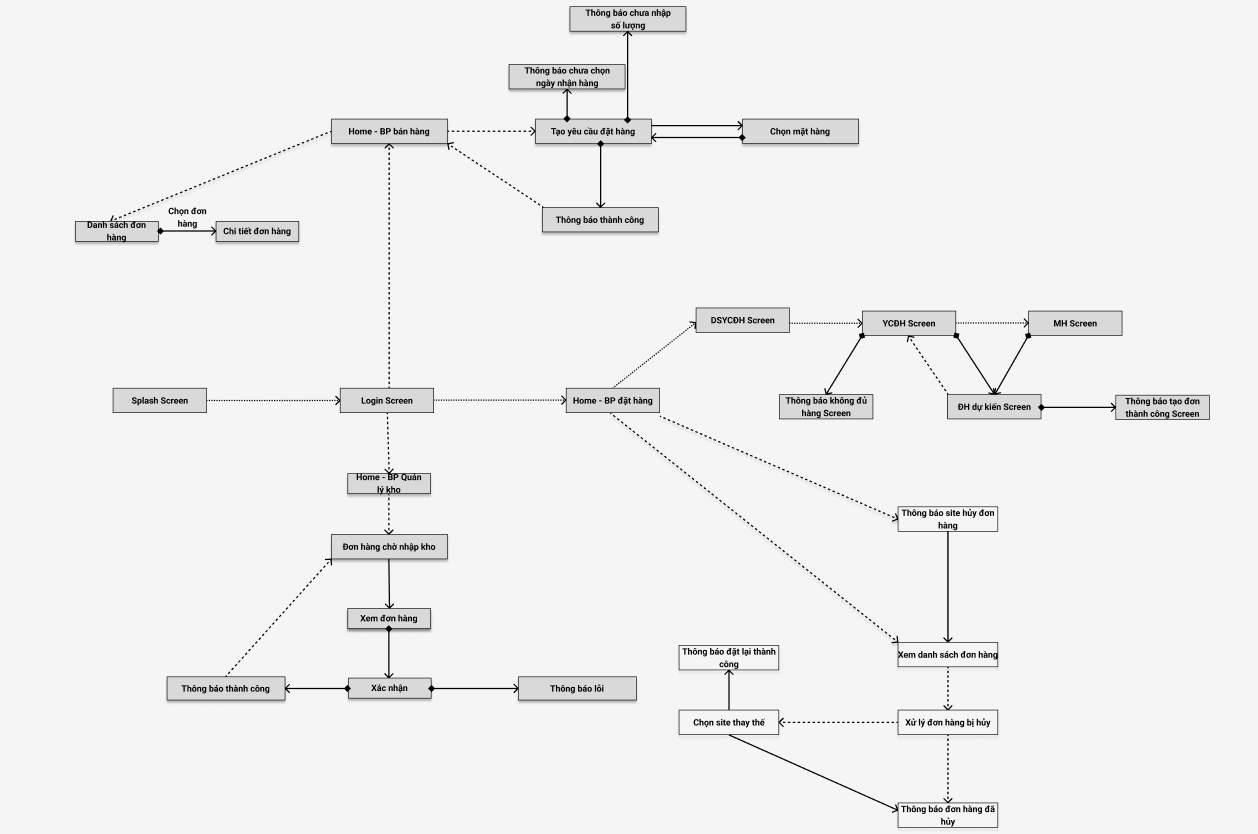 Thông báo chưa nhập
số lượng
Thông báo chưa chọn
ngày nhận hàng
Home - BP bán hàng
Tạo yêu cầu đặt hàng
Chọn mặt hàng
Chọn đơn
hàng
Danh sách đơn
hàng
Chi tiết đơn hàng
Thông báo thành công
DSYCĐH Screen
YCĐH Screen
MH Screen
Splash Screen
Login Screen
Home - BP đặt hàng
Thông báo không đủ
hàng Screen
ĐH dự kiến Screen
Thông báo tạo đơn
thành công Screen
Home - BP Quản
lý kho
Đơn hàng chờ nhập kho
Thông báo site hủy đơn
hàng
Xem đơn hàng
Xem danh sách đơn hàng
Thông báo đặt lại thành
công
Thông báo thành công
Xác nhận
Thông báo lỗi
Chọn site thay thế
Xử lý đơn hàng bị hủy
Thông báo đơn hàng đã
hủy